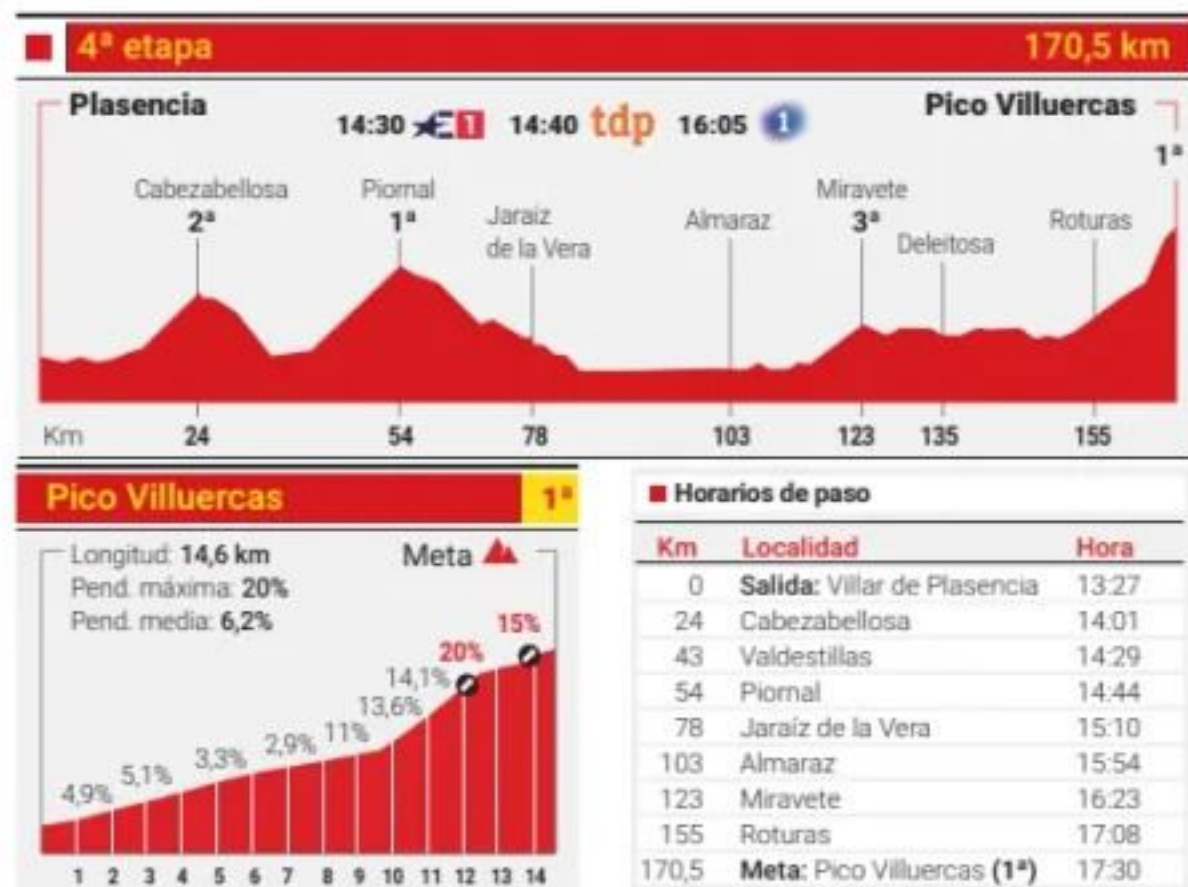 4ª etapa 170,5 km
Plasencia
14:30 E1 14:40 tdp 16:05 1
Pico Villuercas
1ª
Cabezabellosa
2ª
Piornal
1ª
Jaraíz
de la Vera
Almaraz
Miravete
3ª
Deleitosa
Roturas
Km 24 54 78 103 123 135 155
Pico Villuercas 1ª
Longitud: 14,6 km
Pend. máxima: 20%
Pend. media: 6,2%
Meta
4,9% 5,1% 3,3% 2,9% 11% 13,6% 14,1% 20% 15%
1 2 3 4 5 6 7 8 9 10 11 12 13 14
Horarios de paso
Km Localidad Hora
0 Salida: Villar de Plasencia 13:27
24 Cabezabellosa 14:01
43 Valdestillas 14:29
54 Piornal 14:44
78 Jaraíz de la Vera 15:10
103 Almaraz 15:54
123 Miravete 16:23
155 Roturas 17:08
170,5 Meta: Pico Villuercas (1ª) 17:30